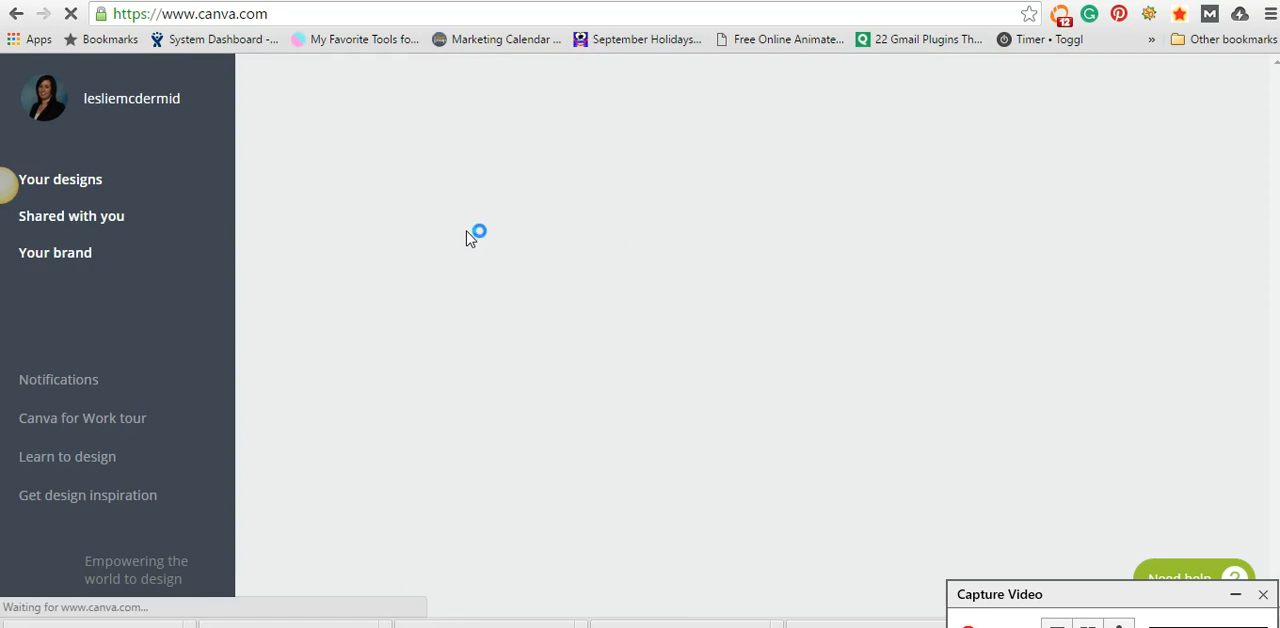 https://www.canva.com
12
M
Apps
Bookmarks
System Dashboard -...
My Favorite Tools fo...
Marketing Calendar ...
September Holidays...
Free Online Animate...
Q
22 Gmail Plugins Th...
Timer • Toggl
»
Other bookmarks
lesliemcdermid
Your designs
Shared with you
Your brand
Notifications
Canva for Work tour
Learn to design
Get design inspiration
Empowering the
world to design
Need help ?
Capture Video
Waiting for www.canva.com...